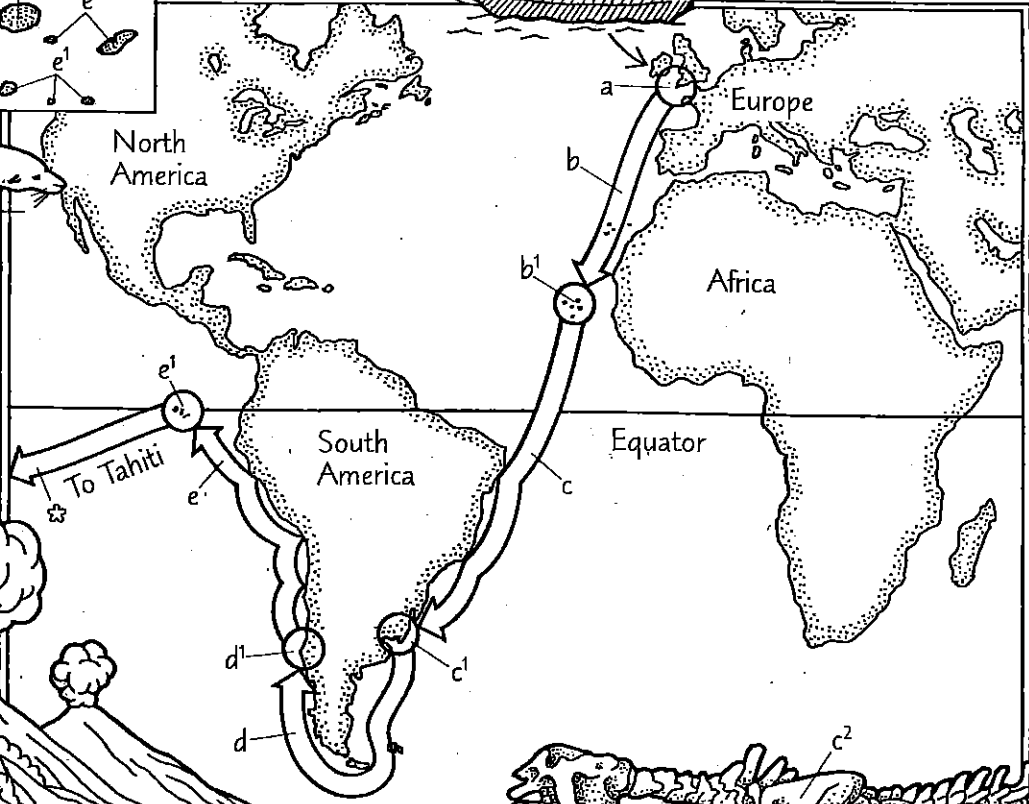 e
e¹
a
Europe
North
America
b
b¹
Africa
e¹
South
America
Equator
To Tahiti
e
c
d¹
c¹
d
c²